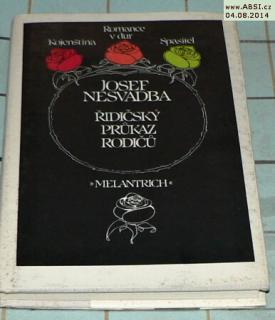 www.ABSI.cz
04.08.2014
Romance
v dur
Kojenština
Spasitel
JOSEF
NESVADBA
ŘIDIČSKÝ
PRŮKAZ
RODIČŮ
*MELANTRICH*